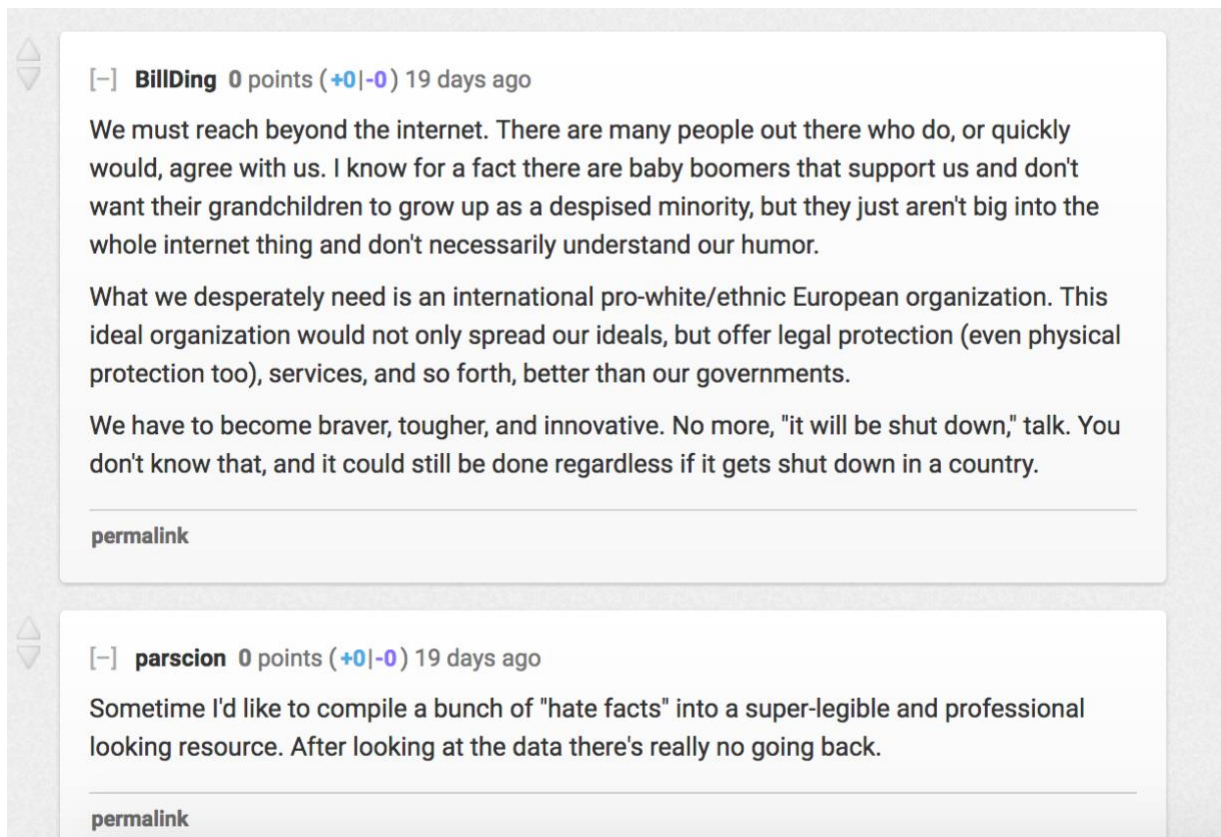 [–] BillDing 0 points (+0|-0) 19 days ago
We must reach beyond the internet. There are many people out there who do, or quickly
would, agree with us. I know for a fact there are baby boomers that support us and don't
want their grandchildren to grow up as a despised minority, but they just aren't big into the
whole internet thing and don't necessarily understand our humor.
What we desperately need is an international pro-white/ethnic European organization. This
ideal organization would not only spread our ideals, but offer legal protection (even physical
protection too), services, and so forth, better than our governments.
We have to become braver, tougher, and innovative. No more, "it will be shut down," talk. You
don't know that, and it could still be done regardless if it gets shut down in a country.
permalink
[–] parscion 0 points (+0|-0) 19 days ago
Sometime I'd like to compile a bunch of "hate facts" into a super-legible and professional
looking resource. After looking at the data there's really no going back.
permalink